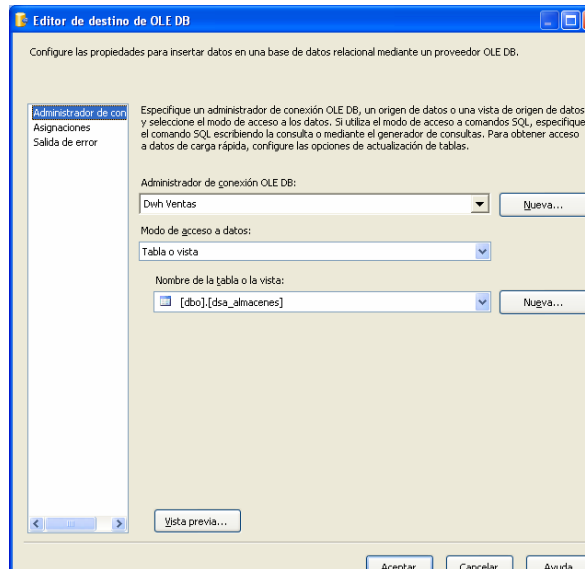 Editor de destino de OLE DB
Configure las propiedades para insertar datos en una base de datos relacional mediante un proveedor OLE DB.
Administrador de con
Asignaciones
Salida de error
Especifique un administrador de conexión OLE DB, un origen de datos o una vista de origen de datos
y seleccione el modo de acceso a los datos. Si utiliza el modo de acceso a comandos SQL, especifique
el comando SQL escribiendo la consulta o mediante el generador de consultas. Para obtener acceso
a datos de carga rápida, configure las opciones de actualización de tablas.
Administrador de conexión OLE DB:
Dwh Ventas
Nueva...
Modo de acceso a datos:
Tabla o vista
Nombre de la tabla o la vista:
[dbo].[dsa_almacenes]
Nueva...
Vista previa...
Aceptar
Cancelar
Ayuda